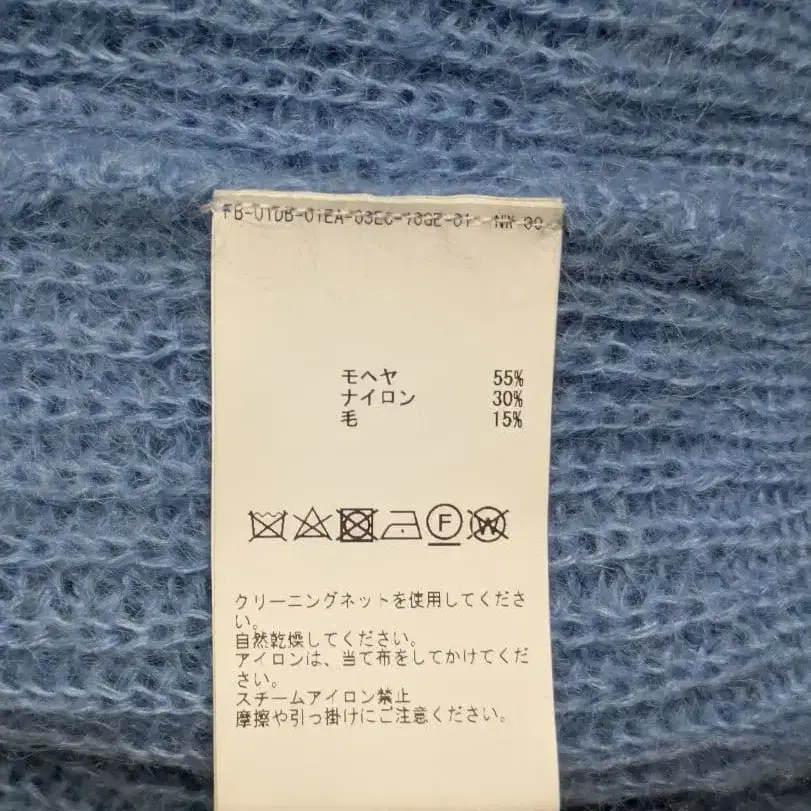 モヘヤ 55%
ナイロン 30%
毛 15%
F W
クリーニングネットを使用してくださ
い。
自然乾燥してください。
アイロンは、当て布をしてかけてくだ
さい。
スチームアイロン禁止
摩擦や引っ掛けにご注意ください。